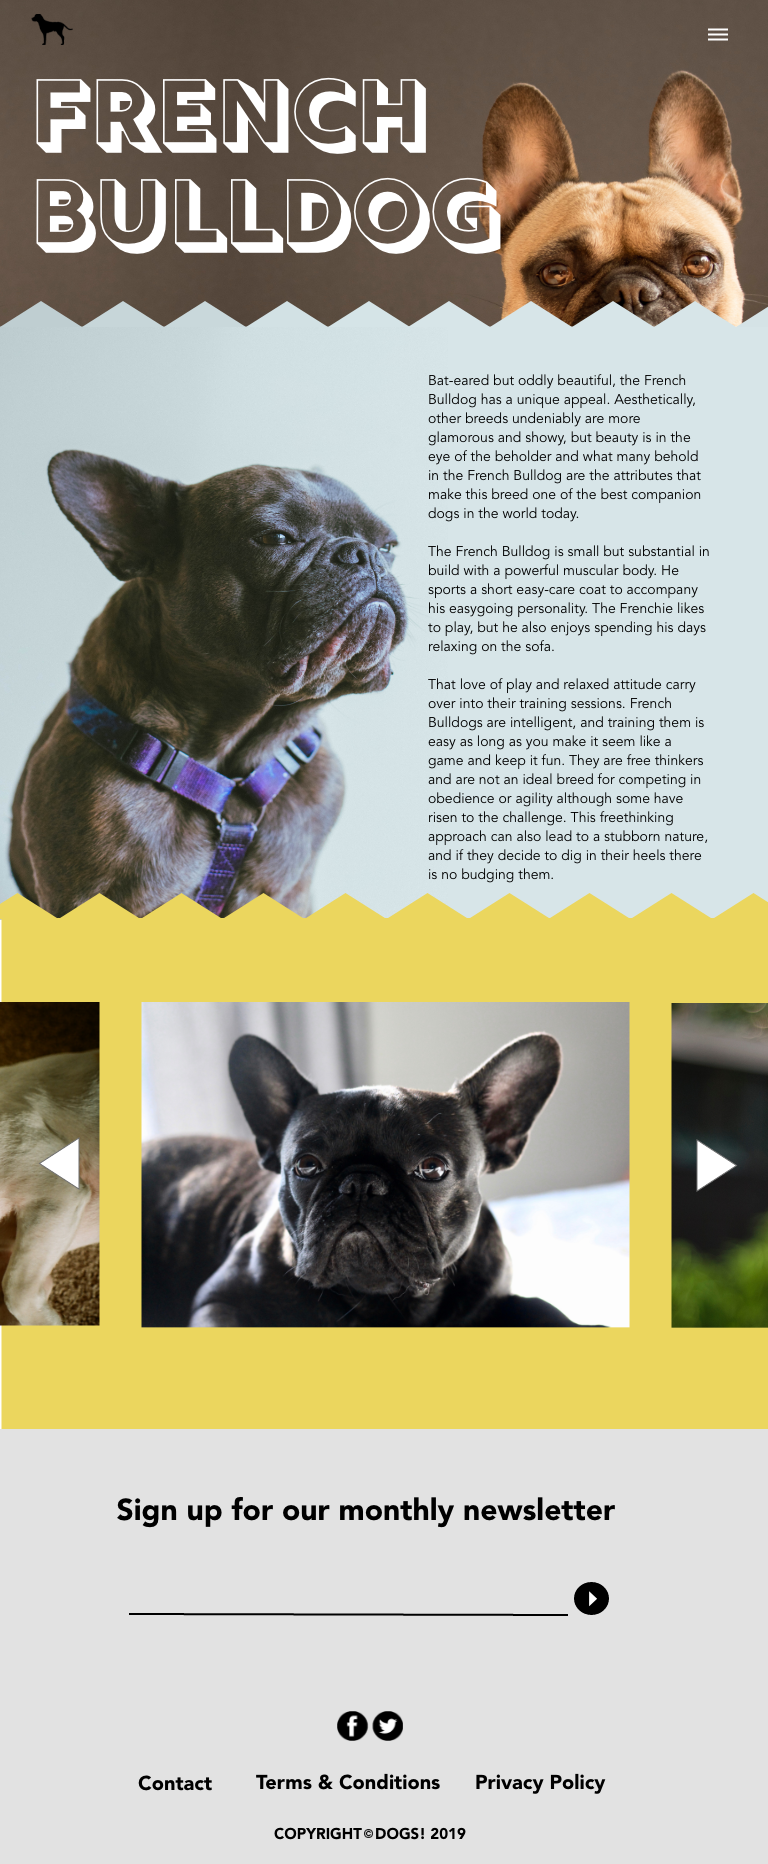 FRENCH
BULLDOG
Bat-eared but oddly beautiful, the French
Bulldog has a unique appeal. Aesthetically,
other breeds undeniably are more
glamorous and showy, but beauty is in the
eye of the beholder and what many behold
in the French Bulldog are the attributes that
make this breed one of the best companion
dogs in the world today.
The French Bulldog is small but substantial in
build with a powerful muscular body. He
sports a short easy-care coat to accompany
his easygoing personality. The Frenchie likes
to play, but he also enjoys spending his days
relaxing on the sofa.
That love of play and relaxed attitude carry
over into their training sessions. French
Bulldogs are intelligent, and training them is
easy as long as you make it seem like a
game and keep it fun. They are free thinkers
and are not an ideal breed for competing in
obedience or agility although some have
risen to the challenge. This freethinking
approach can also lead to a stubborn nature,
and if they decide to dig in their heels there
is no budging them.
Sign up for our monthly newsletter
Contact Terms & Conditions Privacy Policy
COPYRIGHT©DOGS! 2019